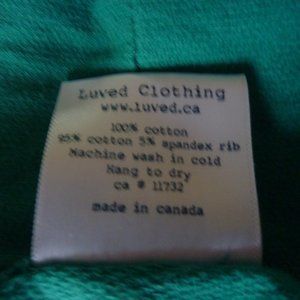 Luved Clothing
www.luved.ca
100% cotton
95% cotton 5% spandex rib
Machine wash in cold
Hang to dry
ca # 11732
made in canada